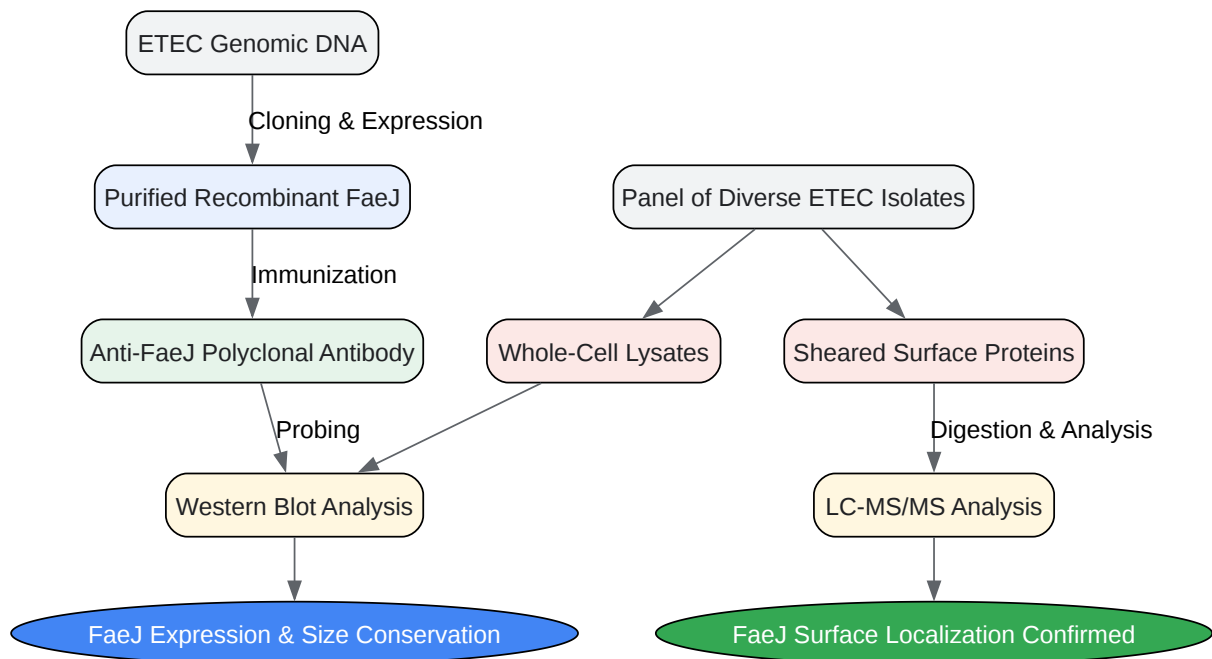 ETEC Genomic DNA
Cloning & Expression
Purified Recombinant FaeJ
Panel of Diverse ETEC Isolates
Immunization
Anti-FaeJ Polyclonal Antibody
Whole-Cell Lysates
Sheared Surface Proteins
Probing
Digestion & Analysis
Western Blot Analysis
LC-MS/MS Analysis
FaeJ Expression & Size Conservation
FaeJ Surface Localization Confirmed